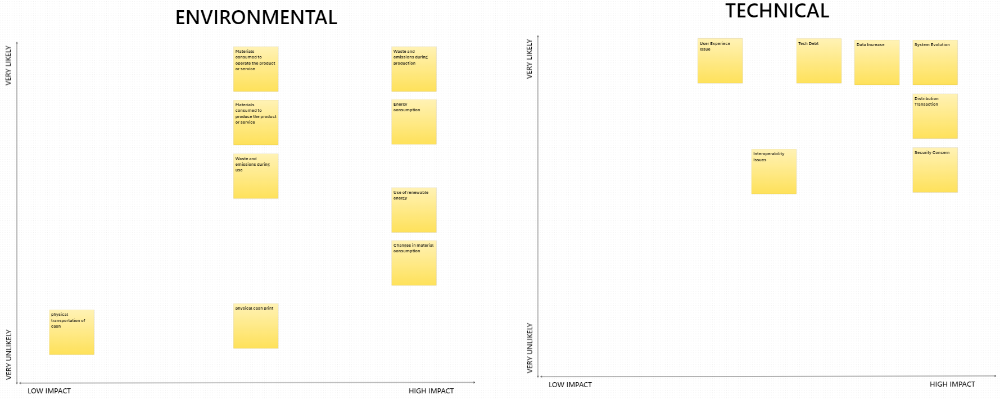 ENVIRONMENTAL
VERY LIKELY
Materials
consumed to
operate the product
or service
Waste and
emissions during
production
Materials
consumed to
produce the product
or service
Energy
consumption
Waste and
emissions during
use
Use of renewable
energy
Changes in material
consumption
physical
transportation of
cash
physical cash print
VERY UNLIKELY
LOW IMPACT
HIGH IMPACT
TECHNICAL
VERY LIKELY
User Experiece
Issue
Tech Debt
Data Increase
System Evolution
Distribution
Transaction
Interoperability
Issues
Security Concern
VERY UNLIKELY
LOW IMPACT
HIGH IMPACT